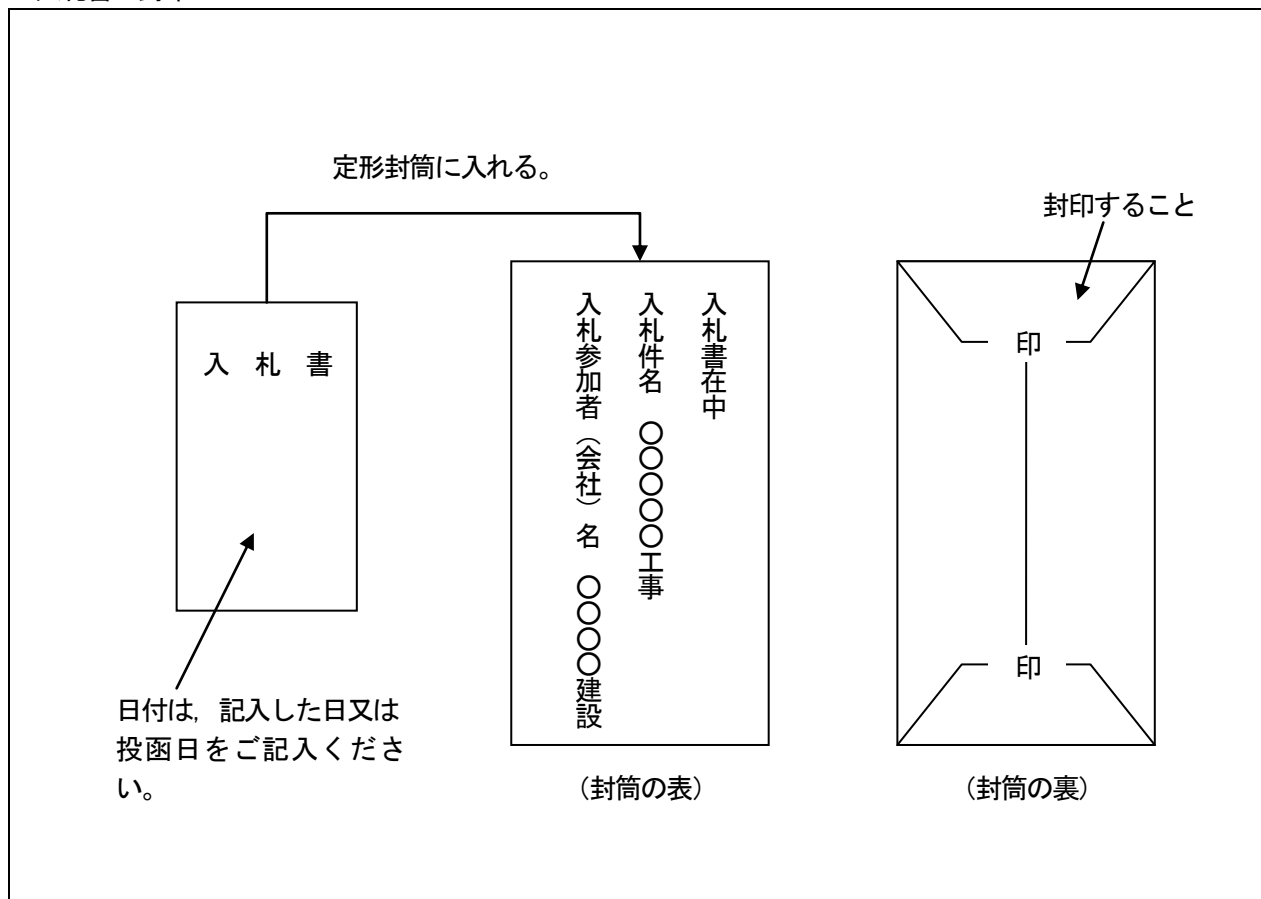 定形封筒に入れる。
封印すること
入 札 書
入札書在中
入札件名 〇〇〇〇〇工事
入札参加者（会社）名 〇〇〇〇建設
印
印
日付は，記入した日又は
投函日をご記入くださ
い。
（封筒の表）
（封筒の裏）